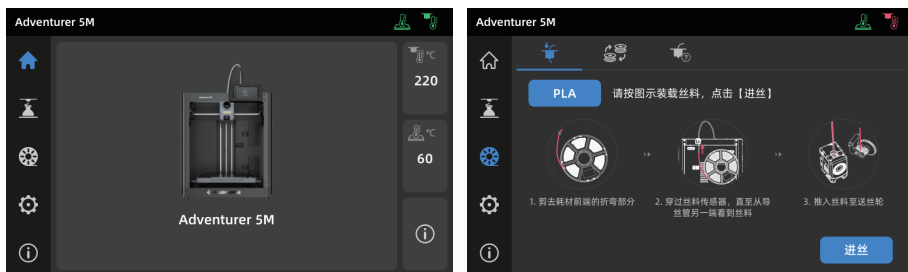 Adventurer 5M
°C
220
°C
60
Adventurer 5M
Adventurer 5M
PLA
请按图示装载丝料，点击【进丝】
1. 剪去耗材前端的折弯部分
2. 穿过丝料传感器，直至从导
丝管另一端看到丝料
3. 推入丝料至送丝轮
进丝